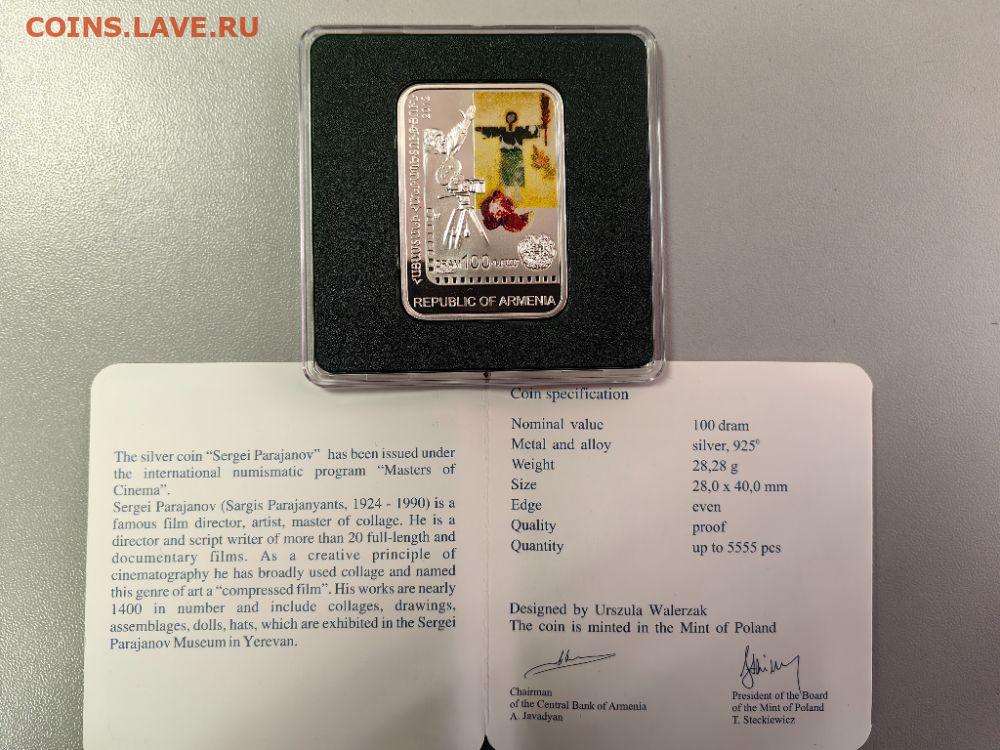 COINS.LAVE.RU
2012
ՀԱՅԱՍՏԱՆԻ ՀԱՆՐԱՊԵՏՈՒԹՅՈՒՆ
DRAM 100 ԴՐԱՄ
REPUBLIC OF ARMENIA
The silver coin “Sergei Parajanov” has been issued under
the international numismatic program “Masters of
Cinema”.
Sergei Parajanov (Sargis Parajanyants, 1924 - 1990) is a
famous film director, artist, master of collage. He is a
director and script writer of more than 20 full-length and
documentary films. As a creative principle of
cinematography he has broadly used collage and named
this genre of art a “compressed film”. His works are nearly
1400 in number and include collages, drawings,
assemblages, dolls, hats, which are exhibited in the Sergei
Parajanov Museum in Yerevan.
Coin specification
Nominal value 100 dram
Metal and alloy silver, 925⁰
Weight 28,28 g
Size 28,0 x 40,0 mm
Edge even
Quality proof
Quantity up to 5555 pcs
Designed by Urszula Walerzak
The coin is minted in the Mint of Poland
Chairman
of the Central Bank of Armenia
A. Javadyan
President of the Board
of the Mint of Poland
T. Steckiewicz